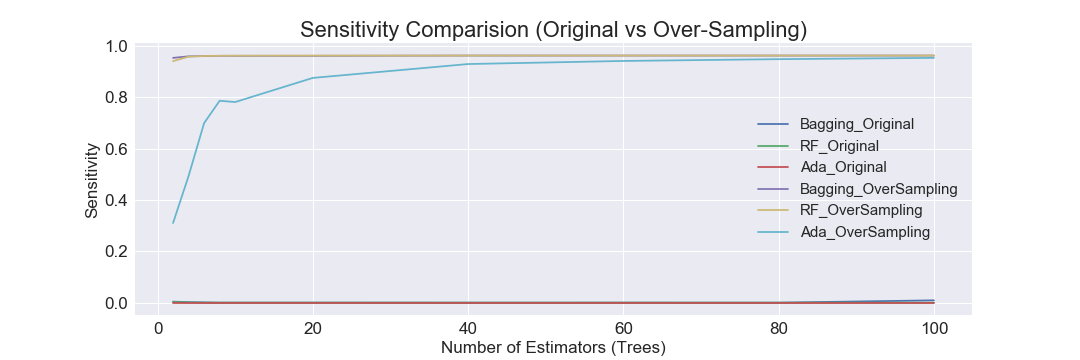 Sensitivity Comparision (Original vs Over-Sampling)
1.0
0.8
0.6
0.4
0.2
0.0
Sensitivity
Bagging_Original
RF_Original
Ada_Original
Bagging_OverSampling
RF_OverSampling
Ada_OverSampling
0 20 40 60 80 100
Number of Estimators (Trees)